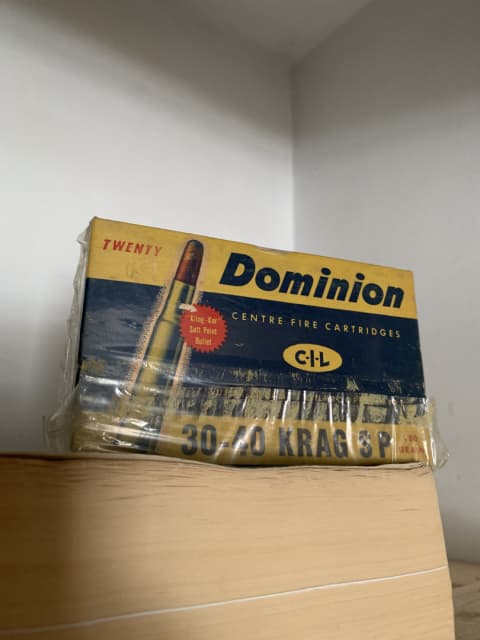 TWENTY
Dominion
CENTRE FIRE CARTRIDGES
Kling-Kor
Soft Point
Bullet
C-I-L
30-40 KRAG S P